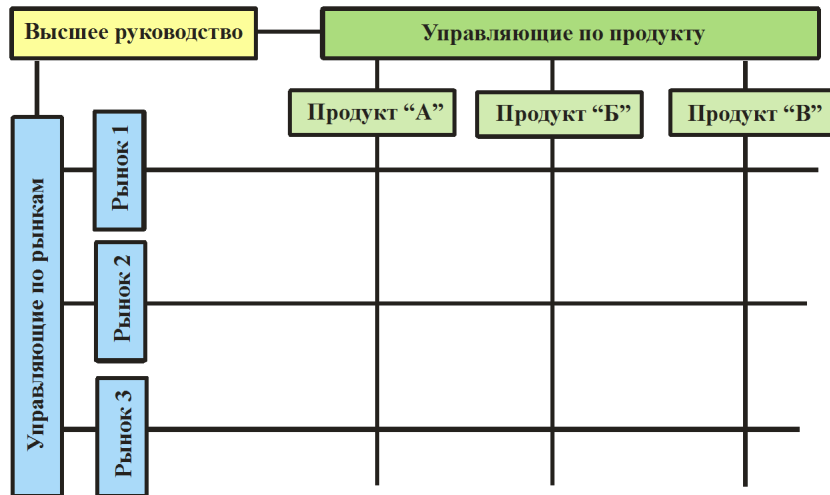 Высшее руководство
Управляющие по продукту
Продукт “А”
Продукт “Б”
Продукт “В”
Управляющие по рынкам
Рынок 1
Рынок 2
Рынок 3